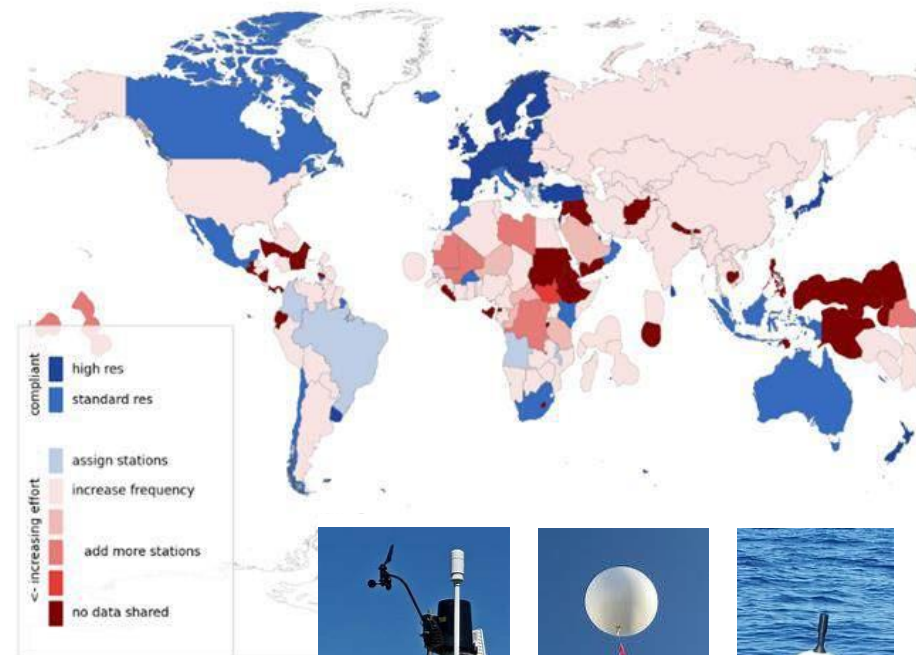 compliant
high res
standard res
<- increasing effort
assign stations
increase frequency
add more stations
no data shared